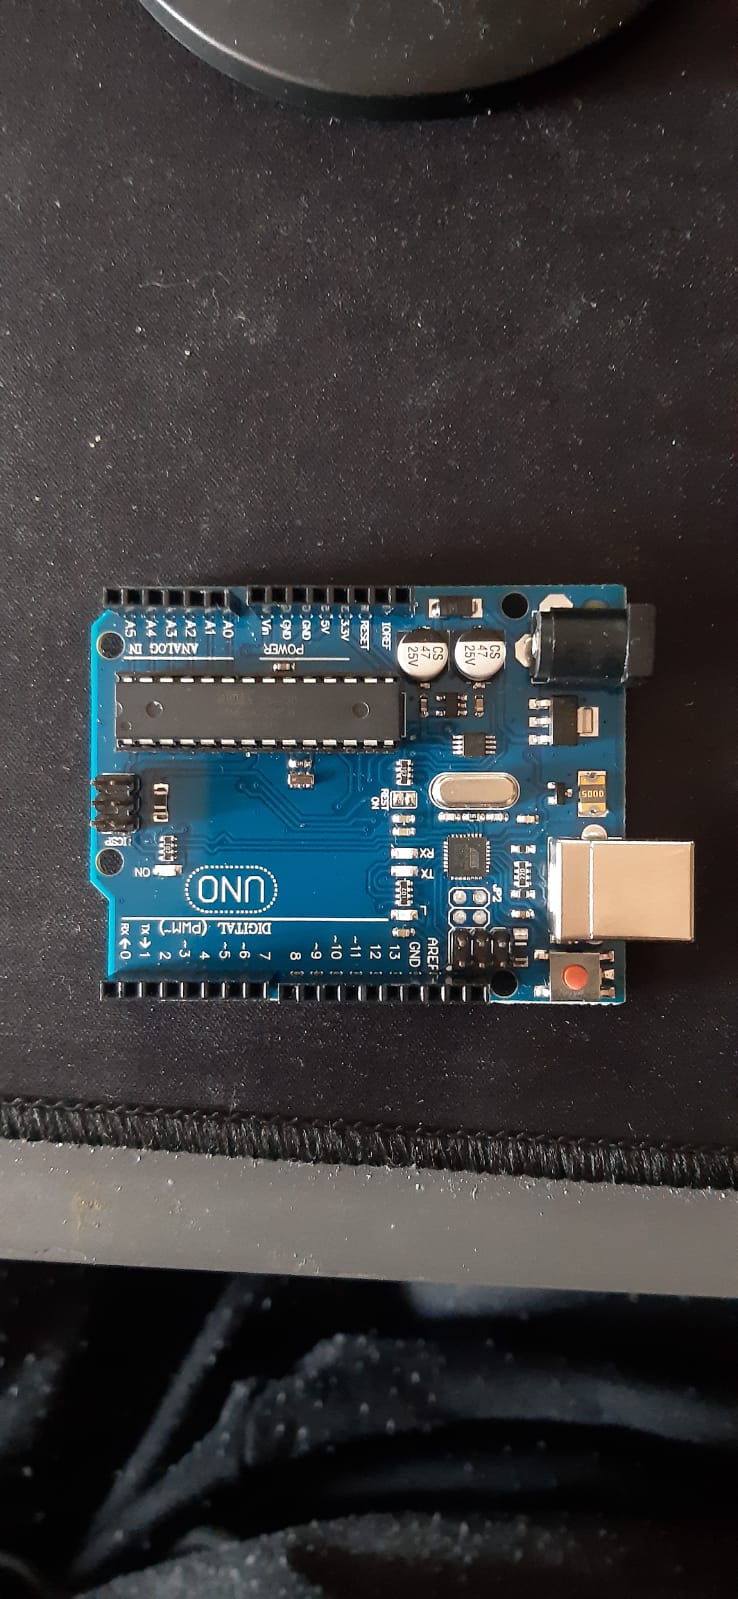 RX←0
TX→1
2
~3
4
~5
~6
7
8
~9
~10
~11
12
13
GND
AREF
DIGITAL (PWM~)
UNO
ON
ICSP
L
TX
RX
JP2
RESET
ANALOG IN
A5
A4
A3
A2
A1
A0
POWER
Vin
GND
GND
5V
3.3V
RESET
IOREF
CS
47
25V
CS
47
25V